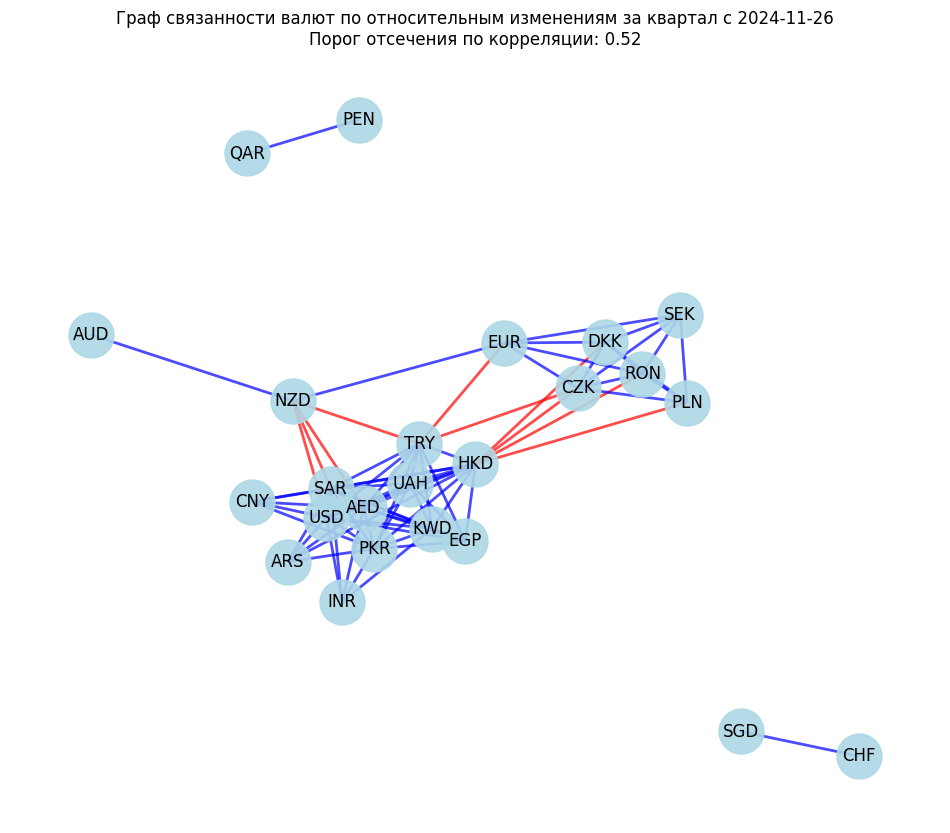 Граф связанности валют по относительным изменениям за квартал с 2024-11-26
Порог отсечения по корреляции: 0.52
PEN
QAR
SEK
AUD
EUR
DKK
RON
CZK
NZD
PLN
TRY
HKD
UAH
SAR
CNY
AED
USD
KWD
EGP
PKR
ARS
INR
SGD
CHF